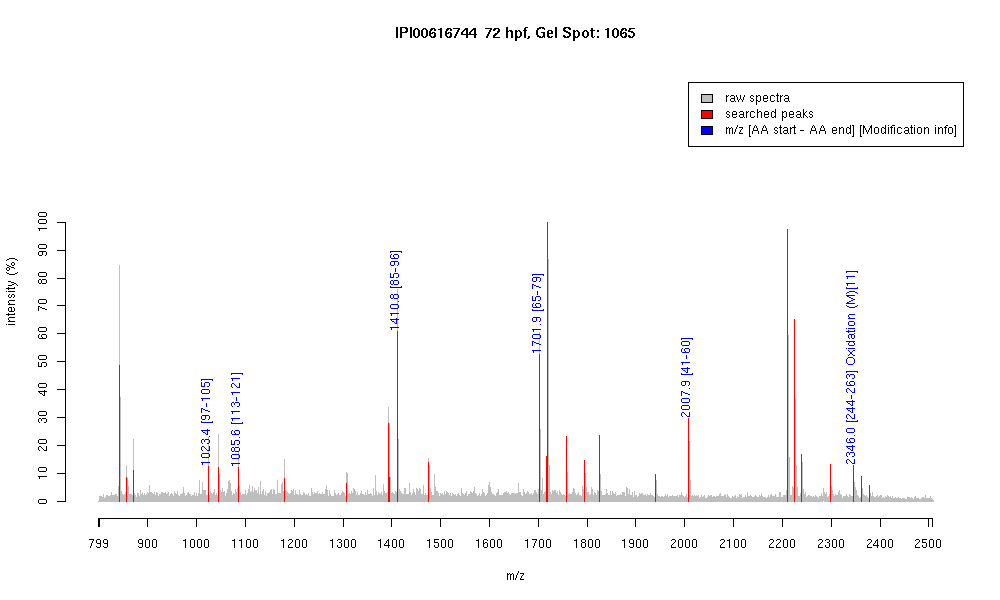 IPI00616744 72 hpf, Gel Spot: 1065
raw spectra
searched peaks
m/z [AA start - AA end] [Modification info]
intensity (%)
100
90
80
70
60
50
40
30
20
10
0
1023.4 [97-105]
1085.6 [113-121]
1410.8 [85-96]
1701.9 [65-79]
2007.9 [41-60]
2346.0 [244-263] Oxidation (M)[11]
799 900 1000 1100 1200 1300 1400 1500 1600 1700 1800 1900 2000 2100 2200 2300 2400 2500
m/z